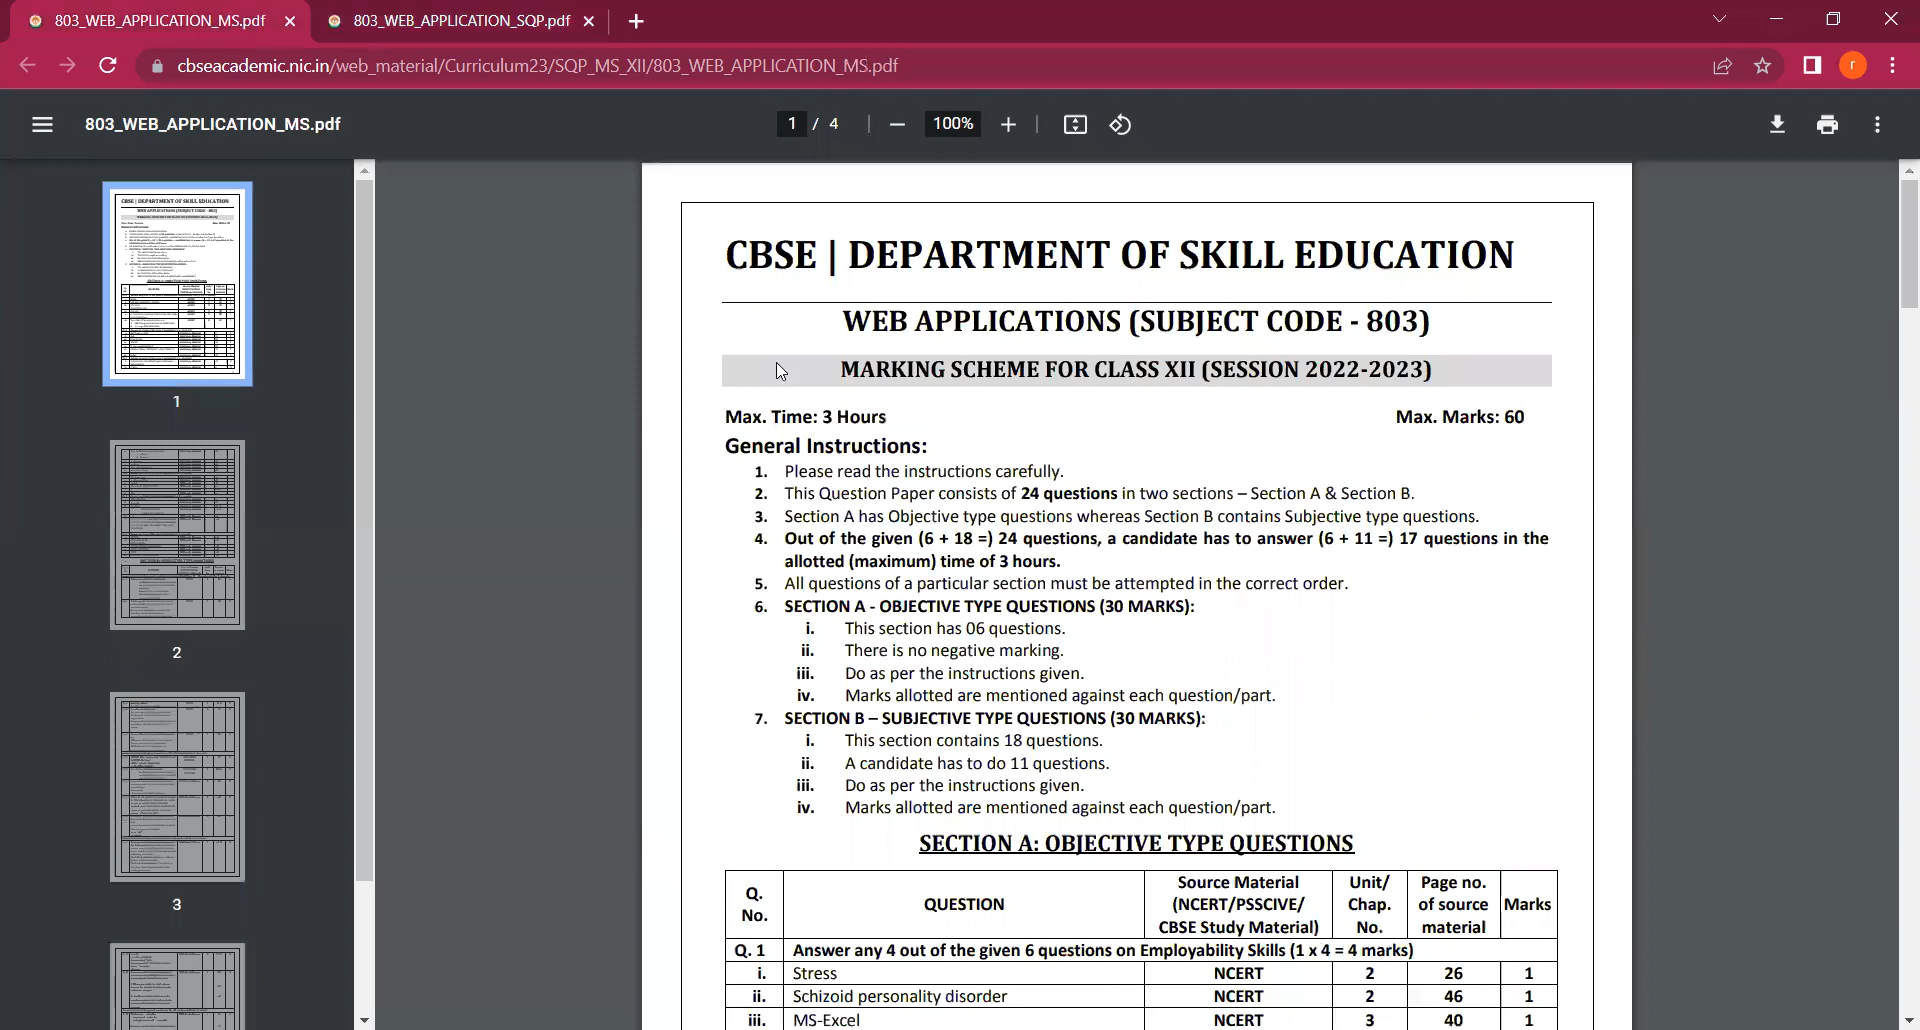 803_WEB_APPLICATION_MS.pdf
803_WEB_APPLICATION_SQP.pdf
cbseacademic.nic.in/web_material/Curriculum23/SQP_MS_XII/803_WEB_APPLICATION_MS.pdf
r
803_WEB_APPLICATION_MS.pdf
1 / 4
100%
CBSE | DEPARTMENT OF SKILL EDUCATION
WEB APPLICATIONS (SUBJECT CODE - 803)
MARKING SCHEME FOR CLASS XII (SESSION 2022-2023)
Max. Time: 3 Hours Max. Marks: 60
General Instructions:
1. Please read the instructions carefully.
2. This Question Paper consists of 24 questions in two sections – Section A & Section B.
3. Section A has Objective type questions whereas Section B contains Subjective type questions.
4. Out of the given (6 + 18 =) 24 questions, a candidate has to answer (6 + 11 =) 17 questions in the
allotted (maximum) time of 3 hours.
5. All questions of a particular section must be attempted in the correct order.
6. SECTION A - OBJECTIVE TYPE QUESTIONS (30 MARKS):
i. This section has 06 questions.
ii. There is no negative marking.
iii. Do as per the instructions given.
iv. Marks allotted are mentioned against each question/part.
7. SECTION B – SUBJECTIVE TYPE QUESTIONS (30 MARKS):
i. This section contains 18 questions.
ii. A candidate has to do 11 questions.
iii. Do as per the instructions given.
iv. Marks allotted are mentioned against each question/part.
SECTION A: OBJECTIVE TYPE QUESTIONS
Q. No. QUESTION Source Material (NCERT/PSSCIVE/ CBSE Study Material) Unit/ Chap. No. Page no. of source material Marks
Q. 1 Answer any 4 out of the given 6 questions on Employability Skills (1 x 4 = 4 marks)
i. Stress NCERT 2 26 1
ii. Schizoid personality disorder NCERT 2 46 1
iii. MS-Excel NCERT 3 40 1
1
2
3